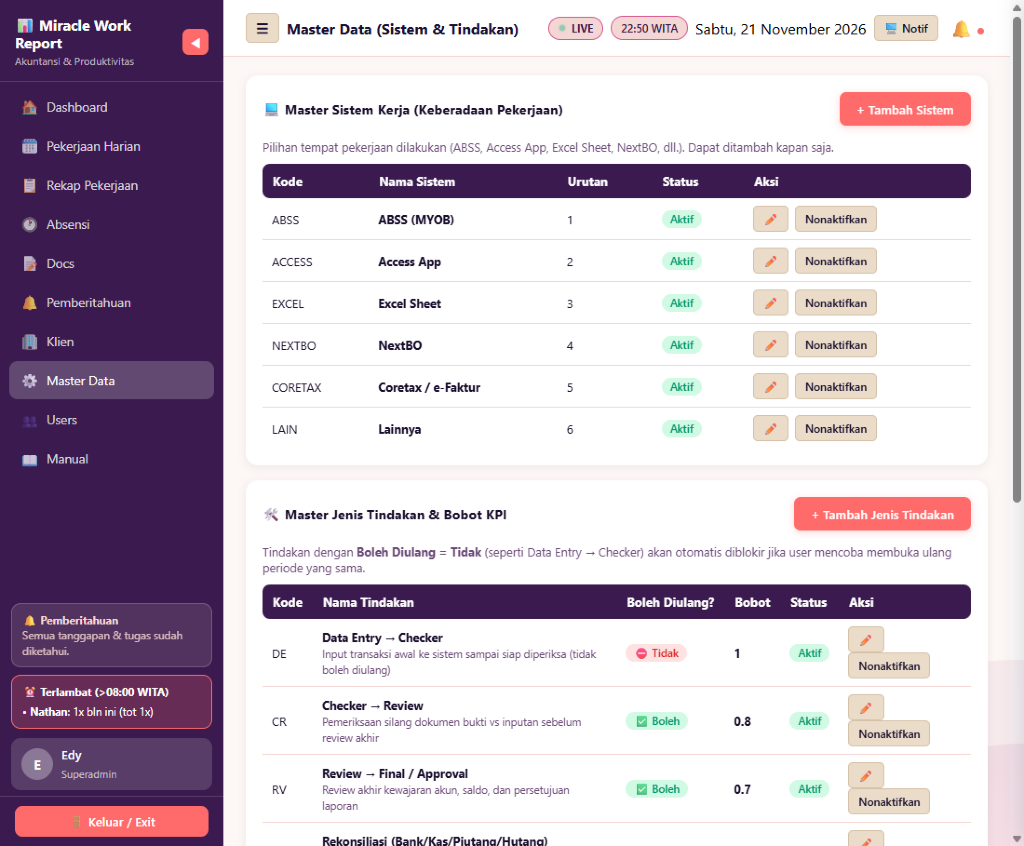 Miracle Work
Report
Akuntansi & Produktivitas
Dashboard
Pekerjaan Harian
Rekap Pekerjaan
Absensi
Docs
Pemberitahuan
Klien
Master Data
Users
Manual
Pemberitahuan
Semua tanggapan & tugas sudah
diketahui.
Terlambat (>08:00 WITA)
• Nathan: 1x bln ini (tot 1x)
E
Edy
Superadmin
Keluar / Exit
Master Data (Sistem & Tindakan)
LIVE
22:50 WITA
Sabtu, 21 November 2026
Notif
Master Sistem Kerja (Keberadaan Pekerjaan)
+ Tambah Sistem
Pilihan tempat pekerjaan dilakukan (ABSS, Access App, Excel Sheet, NextBO, dll.). Dapat ditambah kapan saja.
Kode Nama Sistem Urutan Status Aksi
ABSS ABSS (MYOB) 1 Aktif Nonaktifkan
ACCESS Access App 2 Aktif Nonaktifkan
EXCEL Excel Sheet 3 Aktif Nonaktifkan
NEXTBO NextBO 4 Aktif Nonaktifkan
CORETAX Coretax / e-Faktur 5 Aktif Nonaktifkan
LAIN Lainnya 6 Aktif Nonaktifkan
Master Jenis Tindakan & Bobot KPI
+ Tambah Jenis Tindakan
Tindakan dengan Boleh Diulang = Tidak (seperti Data Entry → Checker) akan otomatis diblokir jika user mencoba membuka ulang
periode yang sama.
Kode Nama Tindakan Boleh Diulang? Bobot Status Aksi
DE
Data Entry → Checker
Input transaksi awal ke sistem sampai siap diperiksa (tidak
boleh diulang)
Tidak 1 Aktif
Nonaktifkan
CR
Checker → Review
Pemeriksaan silang dokumen bukti vs inputan sebelum
review akhir
Boleh 0.8 Aktif
Nonaktifkan
RV
Review → Final / Approval
Review akhir kewajaran akun, saldo, dan persetujuan
laporan
Boleh 0.7 Aktif
Nonaktifkan
Rekonsiliasi (Bank/Kas/Piutang/Hutang)